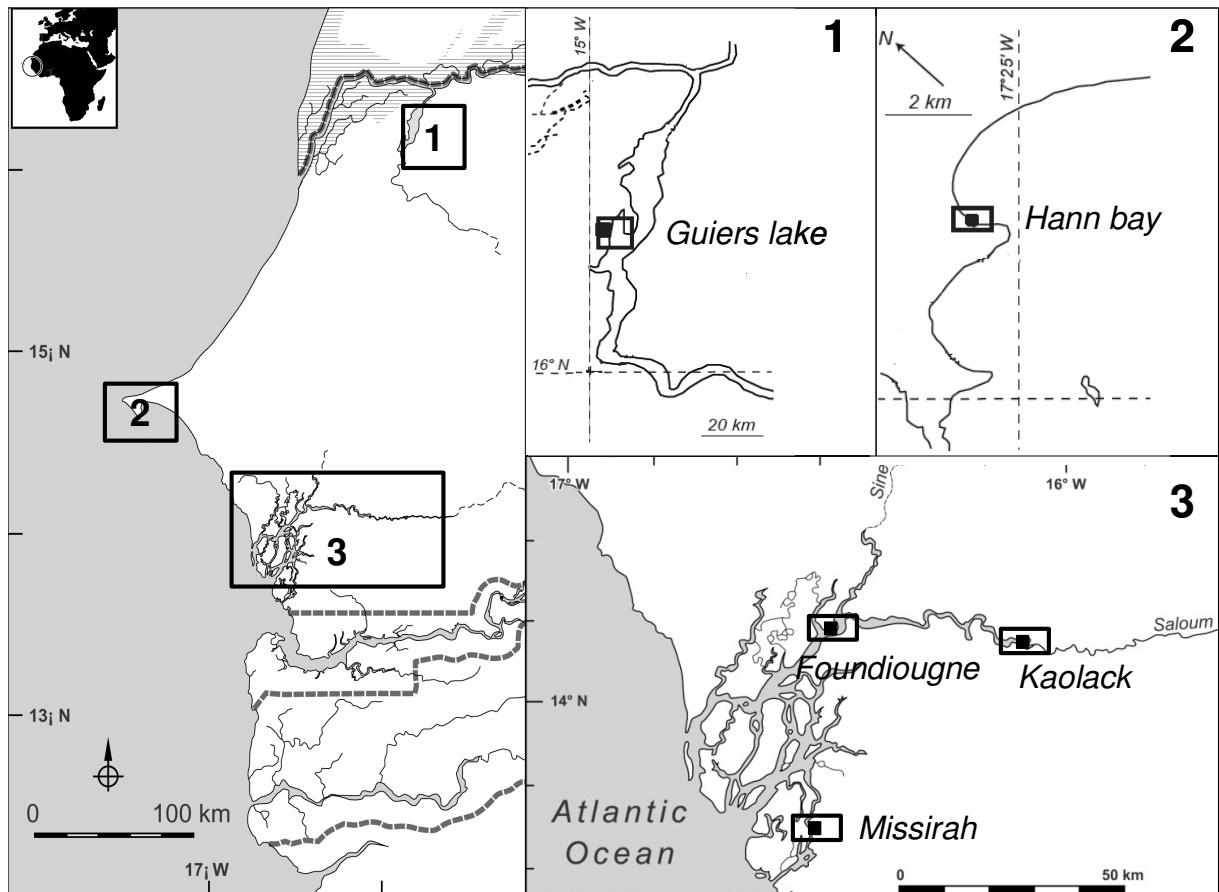 1
15¡ N
2
3
13¡ N
0
100 km
17¡ W
1
15° W
Guiers lake
16° N
20 km
2
N
17°25' W
2 km
Hann bay
3
17° W
16° W
Sine
Saloum
Foundiougne
Kaolack
14° N
Atlantic
Ocean
Missirah
0
50 km